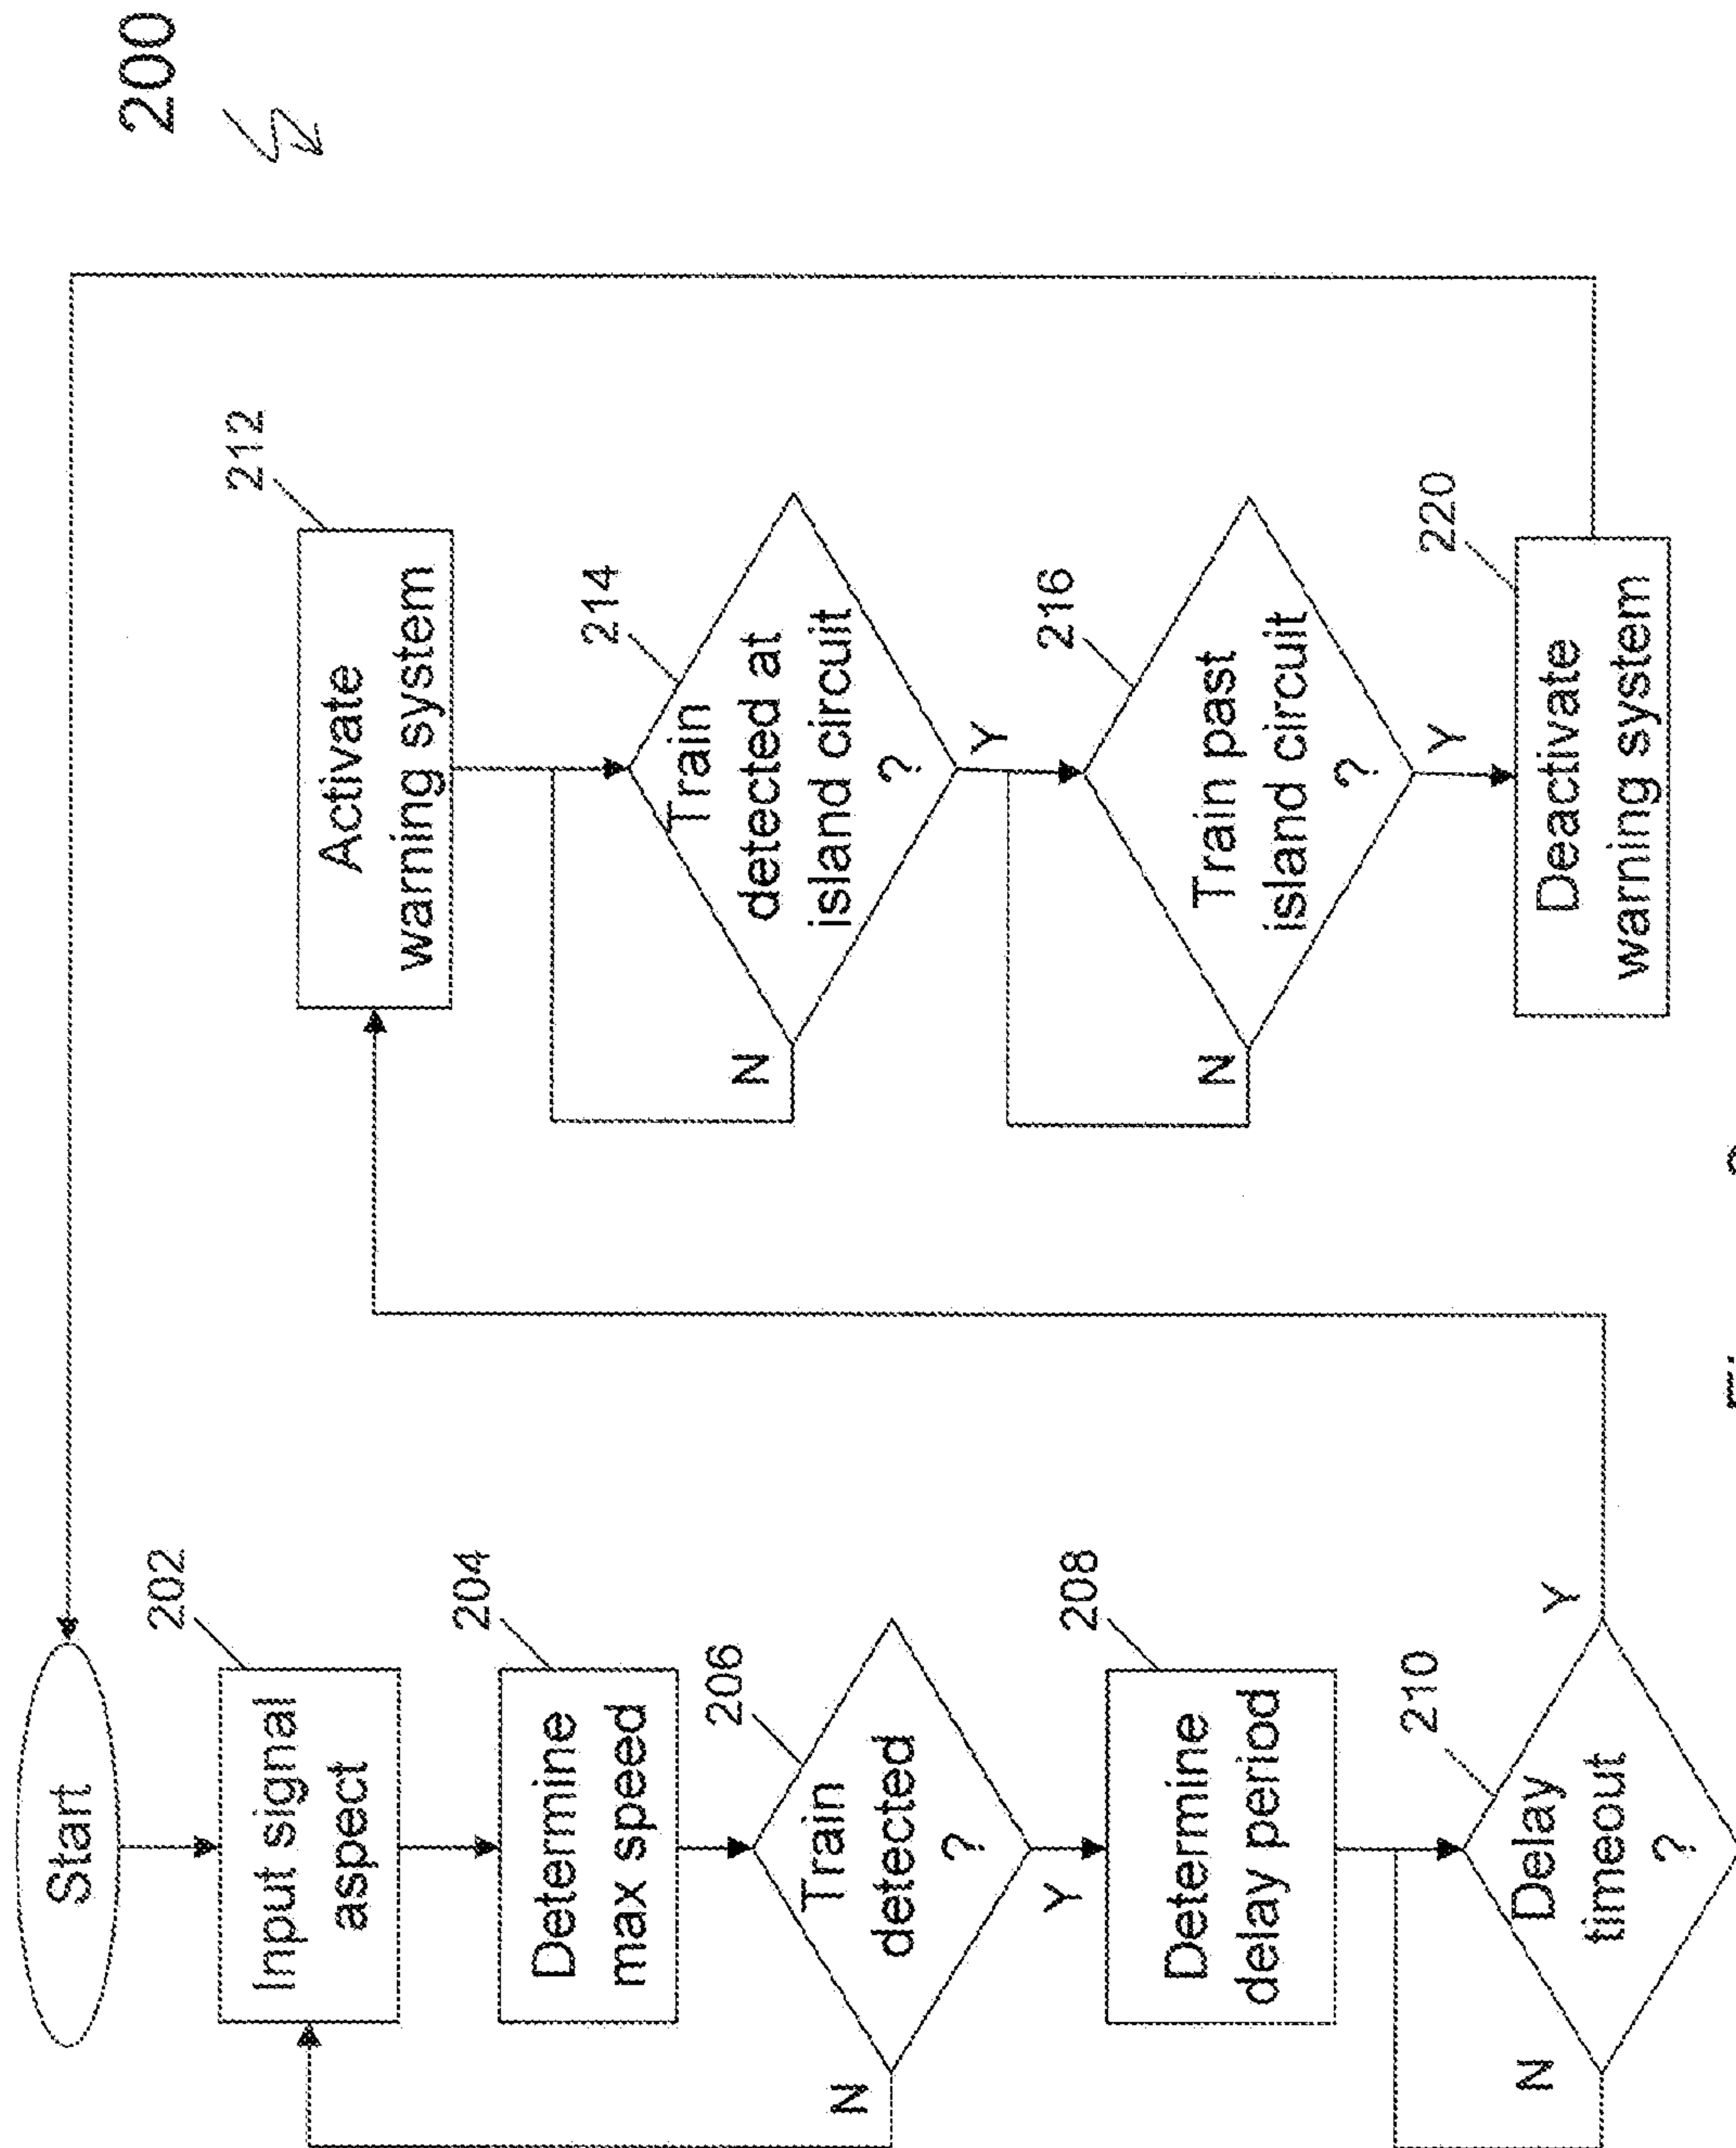 200
Start
202
Input signal
aspect
204
Determine
max speed
206
Train
detected
?
N
Y
208
Determine
delay period
210
Delay
timeout
?
N
Y
212
Activate
warning system
214
Train
detected at
island circuit
?
N
Y
216
Train past
island circuit
?
N
Y
220
Deactivate
warning system